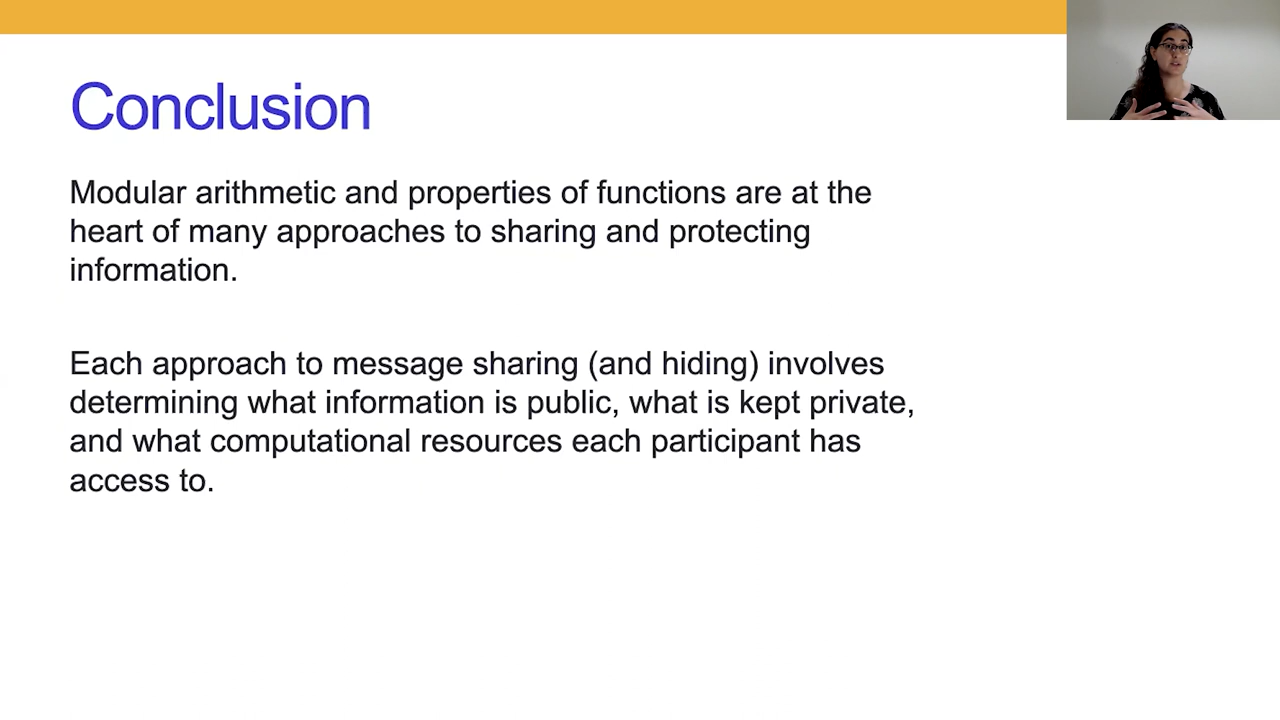 Conclusion
Modular arithmetic and properties of functions are at the
heart of many approaches to sharing and protecting
information.
Each approach to message sharing (and hiding) involves
determining what information is public, what is kept private,
and what computational resources each participant has
access to.